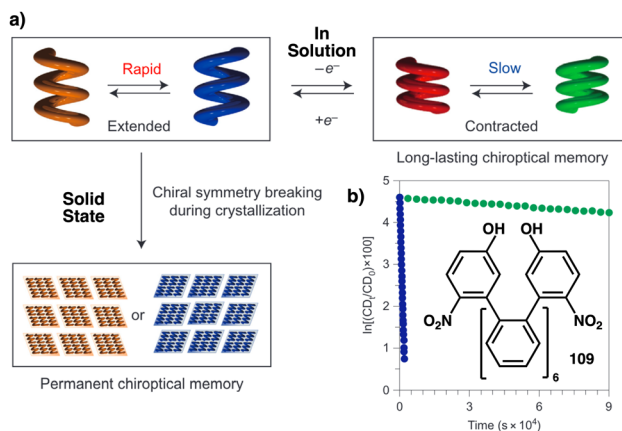 a)
In
Solution
Rapid
Extended
−e⁻
+e⁻
Slow
Contracted
Long-lasting chiroptical memory
Solid
State
Chiral symmetry breaking
during crystallization
or
Permanent chiroptical memory
b)
ln[(CDₜ/CD₀)×100]
5
4
3
2
1
0
OH OH
O₂N NO₂
6
109
0 3 6 9
Time (s × 10⁴)